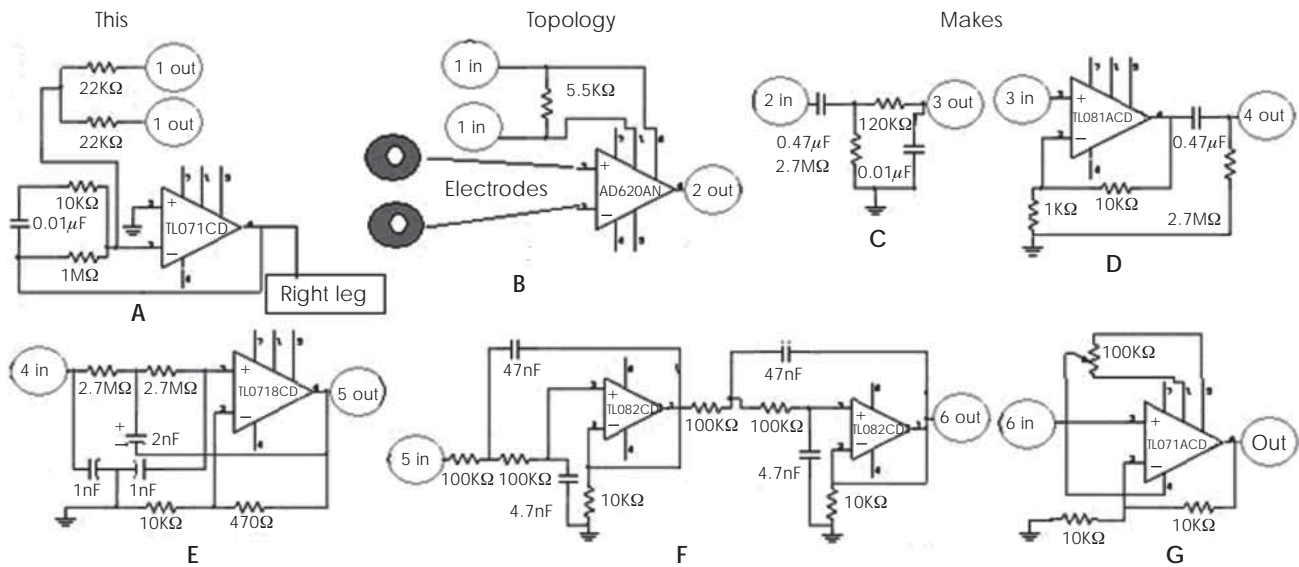 This
Topology
Makes
1 out
22KΩ
1 out
22KΩ
10KΩ
0.01µF
1MΩ
TL071CD
Right leg
A
1 in
5.5KΩ
1 in
Electrodes
AD620AN
2 out
B
2 in
3 out
120KΩ
0.47µF
2.7MΩ
0.01µF
C
3 in
TL081ACD
4 out
0.47µF
10KΩ
1KΩ
2.7MΩ
D
4 in
2.7MΩ
2.7MΩ
TL0718CD
5 out
+
−
2nF
1nF
1nF
10KΩ
470Ω
E
47nF
TL082CD
5 in
100KΩ
100KΩ
4.7nF
10KΩ
100KΩ
47nF
100KΩ
TL082CD
6 out
4.7nF
10KΩ
F
100KΩ
6 in
TL071ACD
Out
10KΩ
10KΩ
G